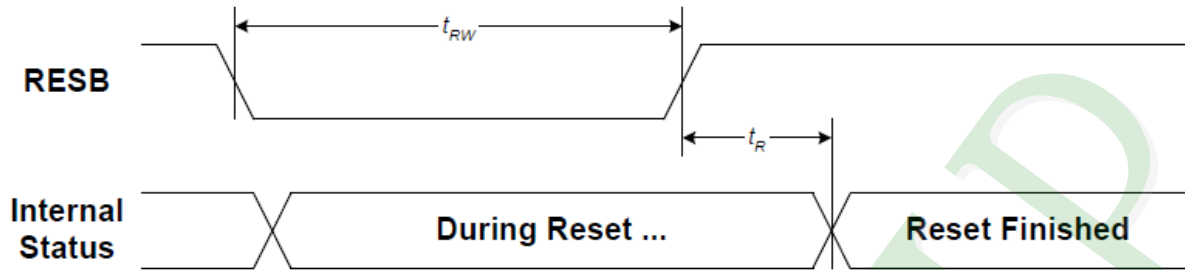 t_RW
RESB
t_R
Internal
Status
During Reset ...
Reset Finished